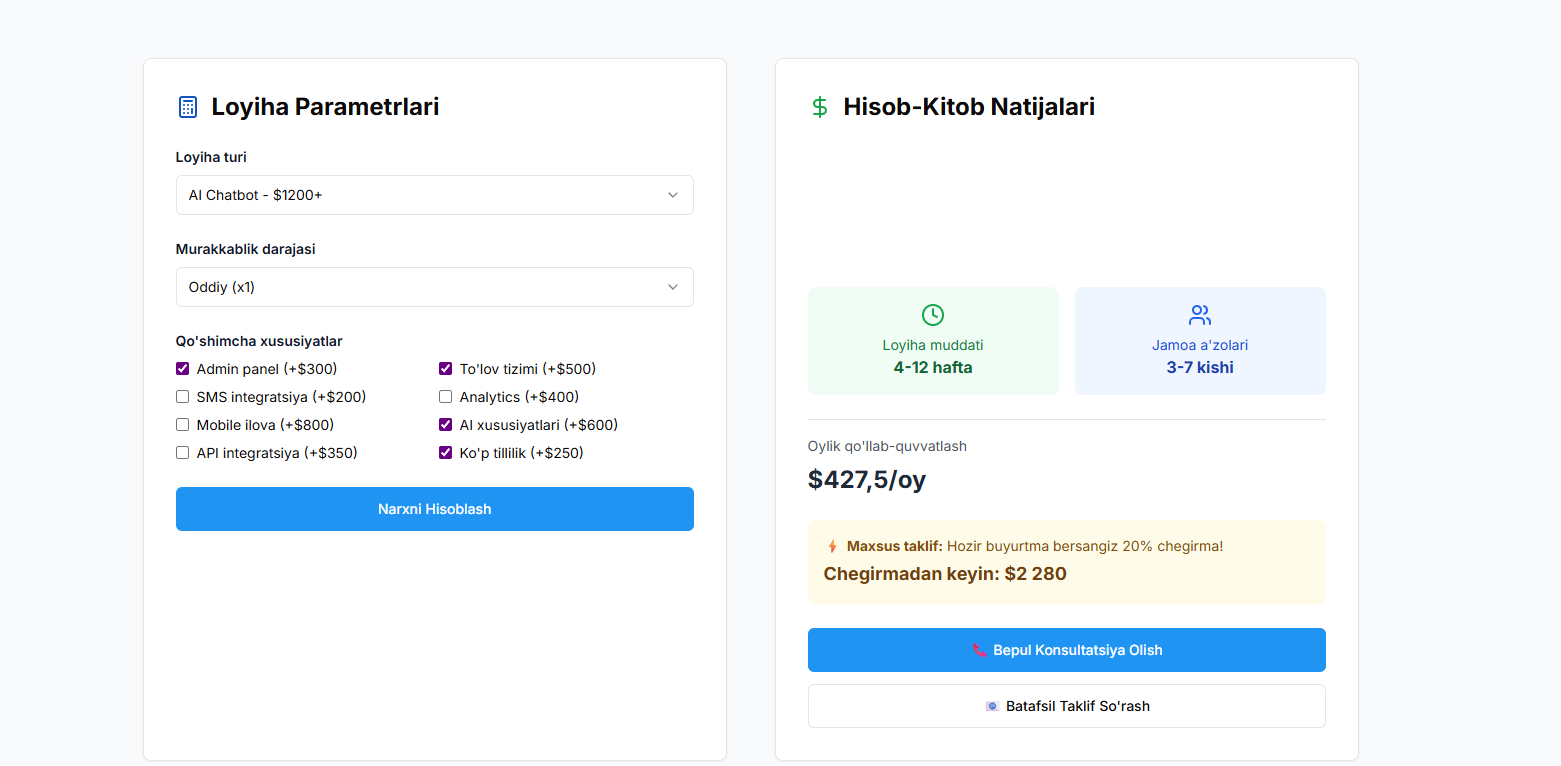 Loyiha Parametrlari
Loyiha turi
AI Chatbot - $1200+
Murakkablik darajasi
Oddiy (x1)
Qo'shimcha xususiyatlar
Admin panel (+$300)
To'lov tizimi (+$500)
SMS integratsiya (+$200)
Analytics (+$400)
Mobile ilova (+$800)
AI xususiyatlari (+$600)
API integratsiya (+$350)
Ko'p tillilik (+$250)
Narxni Hisoblash
Hisob-Kitob Natijalari
Loyiha muddati
4-12 hafta
Jamoa a'zolari
3-7 kishi
Oylik qo'llab-quvvatlash
$427,5/oy
Maxsus taklif: Hozir buyurtma bersangiz 20% chegirma!
Chegirmadan keyin: $2 280
Bepul Konsultatsiya Olish
Batafsil Taklif So'rash